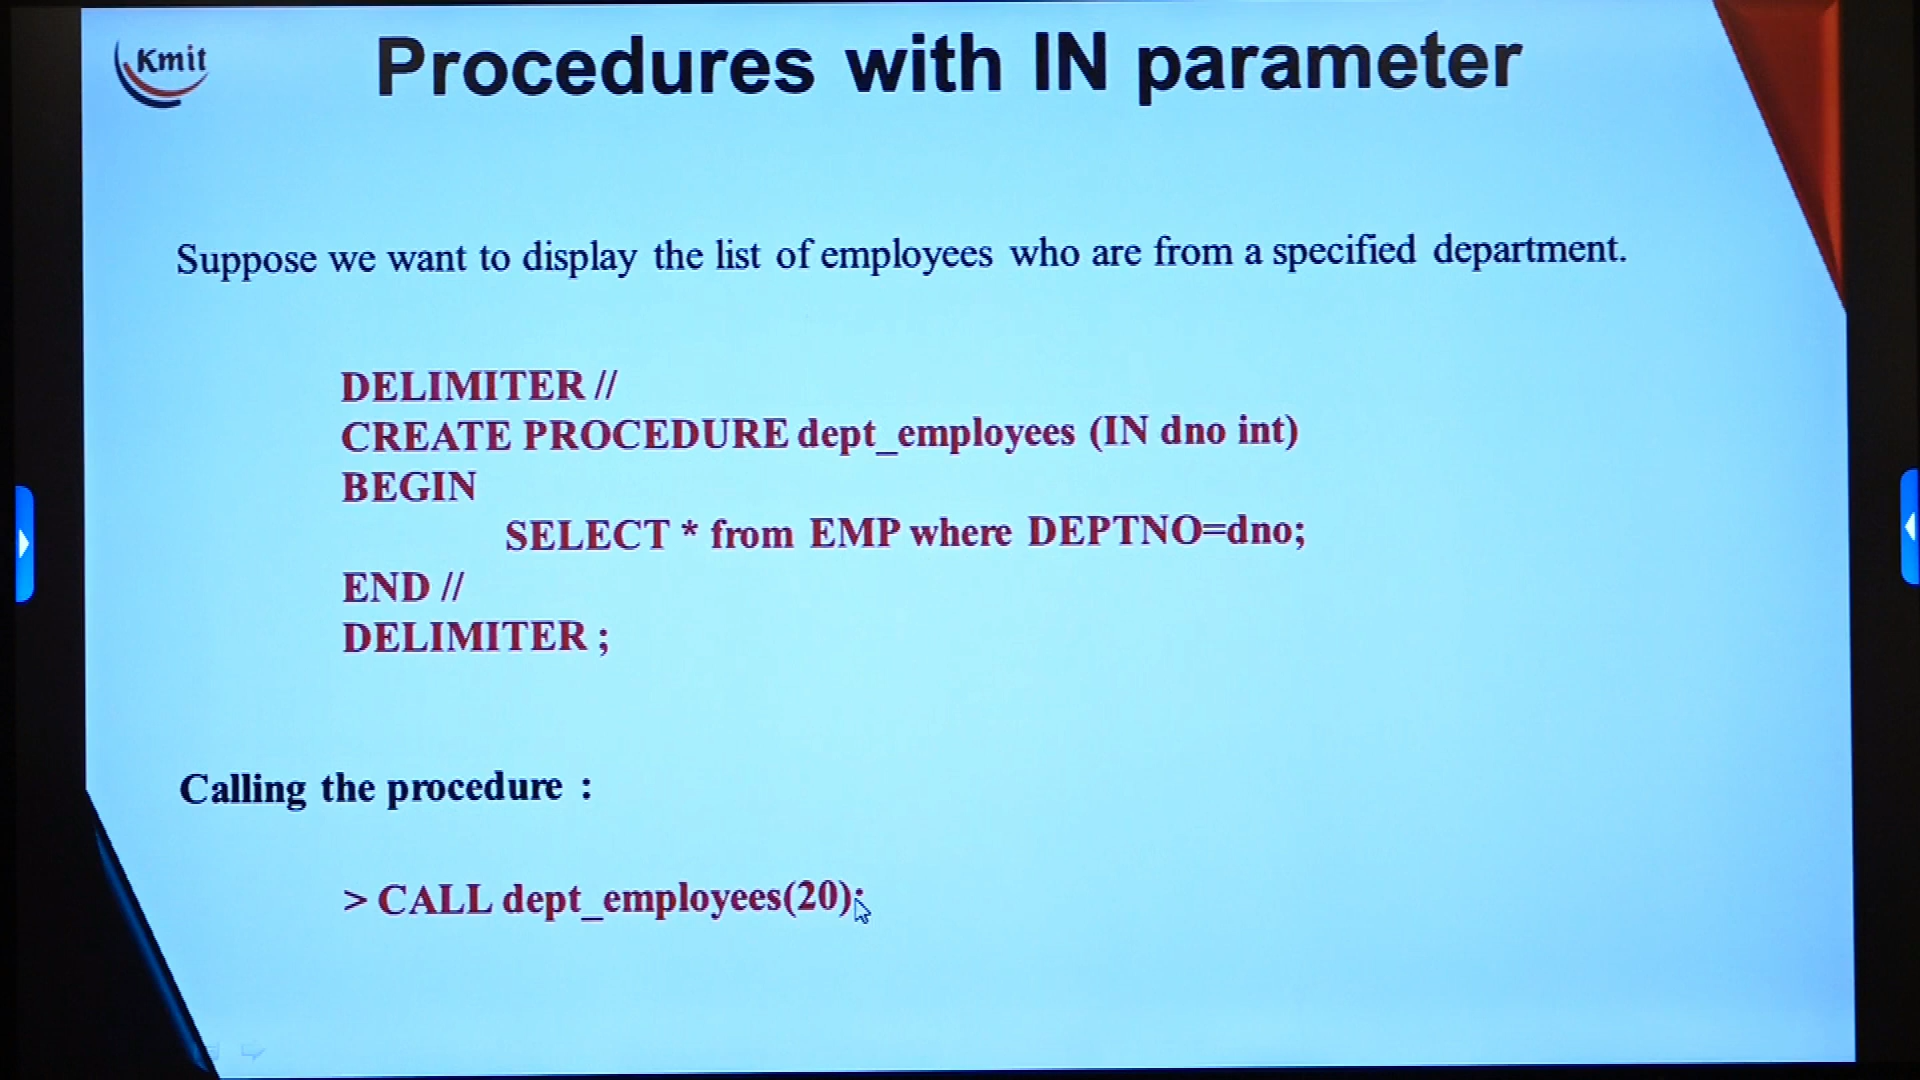 Kmit
Procedures with IN parameter
Suppose we want to display the list of employees who are from a specified department.
DELIMITER //
CREATE PROCEDURE dept_employees (IN dno int)
BEGIN
SELECT * from EMP where DEPTNO=dno;
END //
DELIMITER ;
Calling the procedure :
> CALL dept_employees(20);